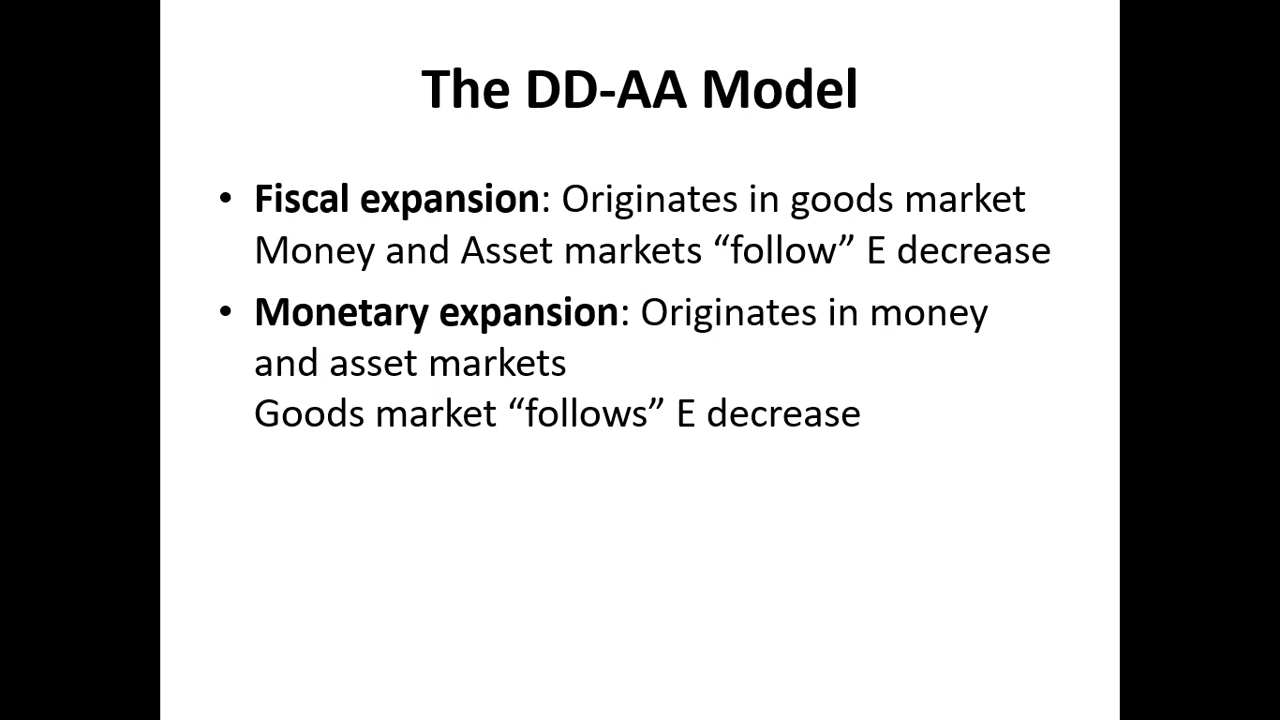 The DD-AA Model
• Fiscal expansion: Originates in goods market
Money and Asset markets “follow” E decrease
• Monetary expansion: Originates in money
and asset markets
Goods market “follows” E decrease